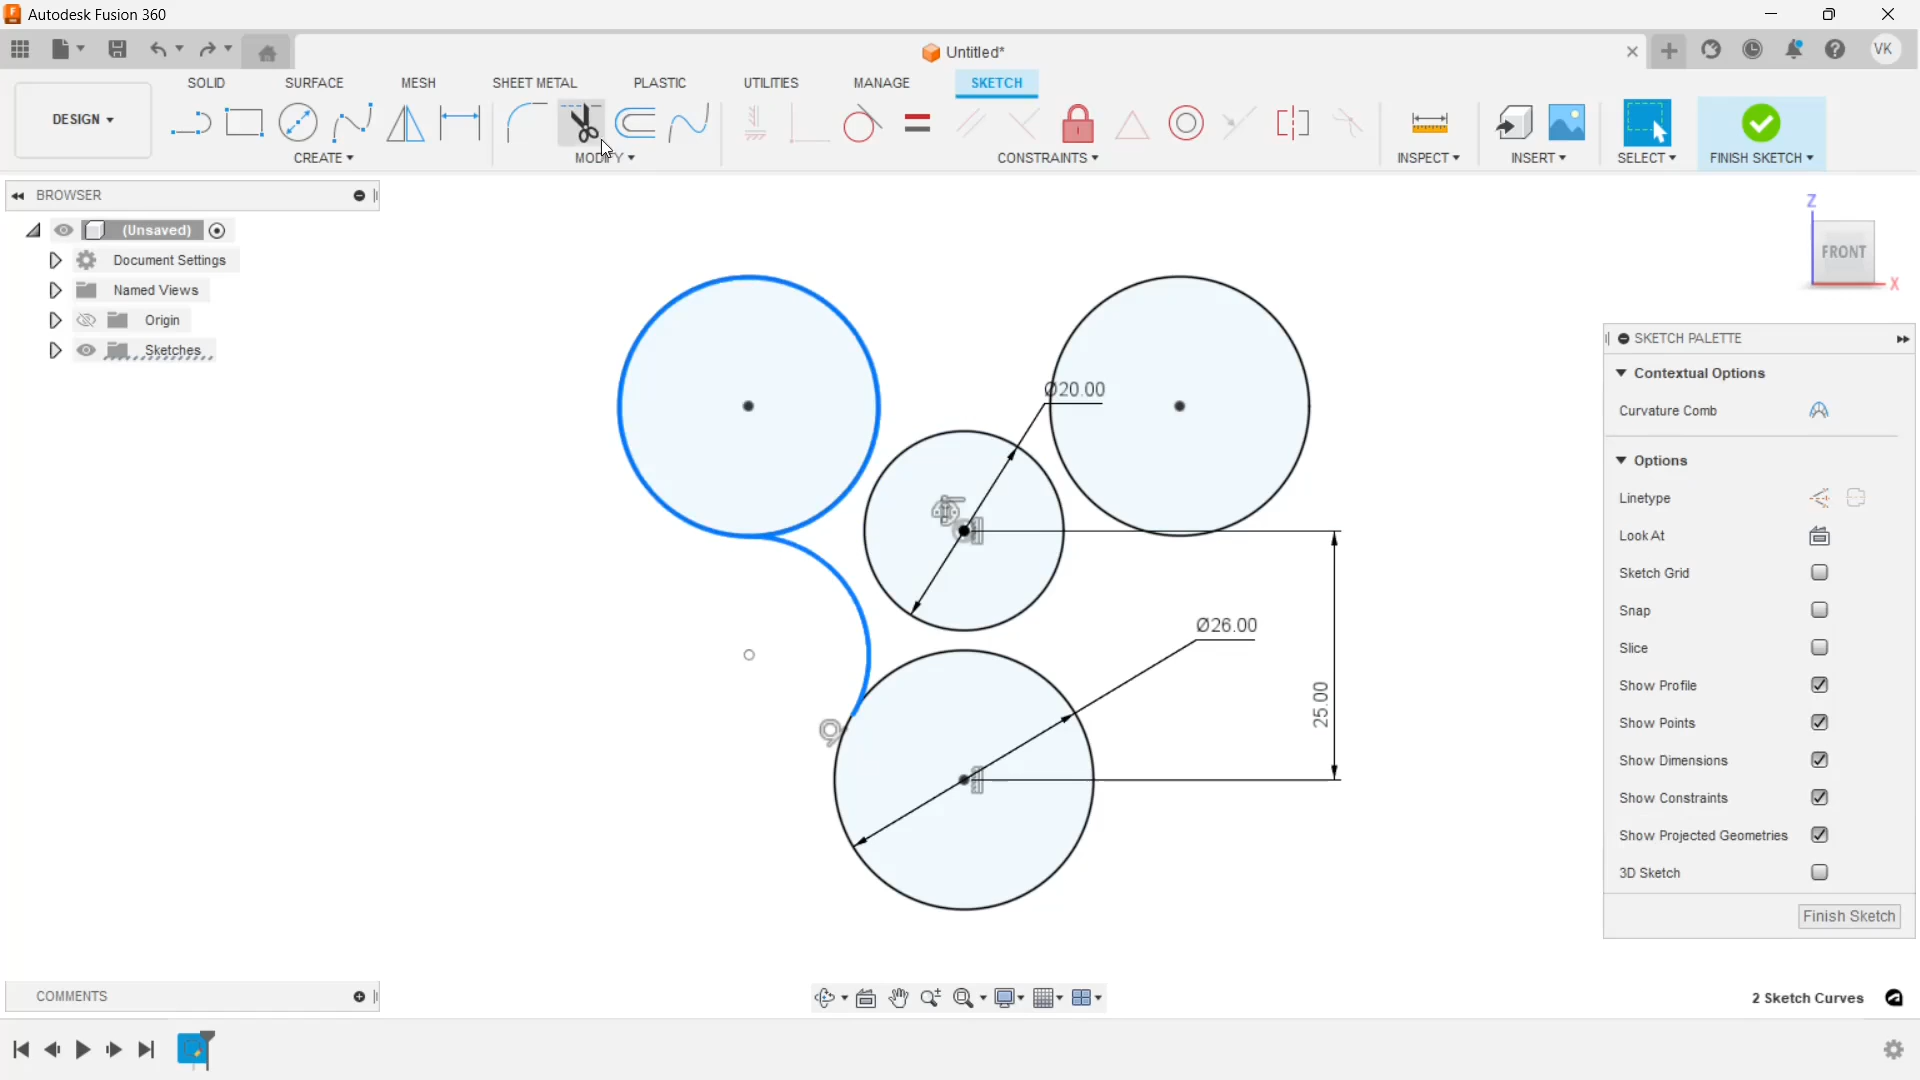 Autodesk Fusion 360
Untitled*
VK
SOLID SURFACE MESH SHEET METAL PLASTIC UTILITIES MANAGE SKETCH
DESIGN
CREATE MODIFY CONSTRAINTS INSPECT INSERT SELECT FINISH SKETCH
BROWSER
(Unsaved)
Document Settings
Named Views
Origin
Sketches
Z
FRONT
X
Ø20.00
Ø26.00
25.00
SKETCH PALETTE
Contextual Options
Curvature Comb
Options
Linetype
Look At
Sketch Grid
Snap
Slice
Show Profile
Show Points
Show Dimensions
Show Constraints
Show Projected Geometries
3D Sketch
Finish Sketch
COMMENTS
2 Sketch Curves